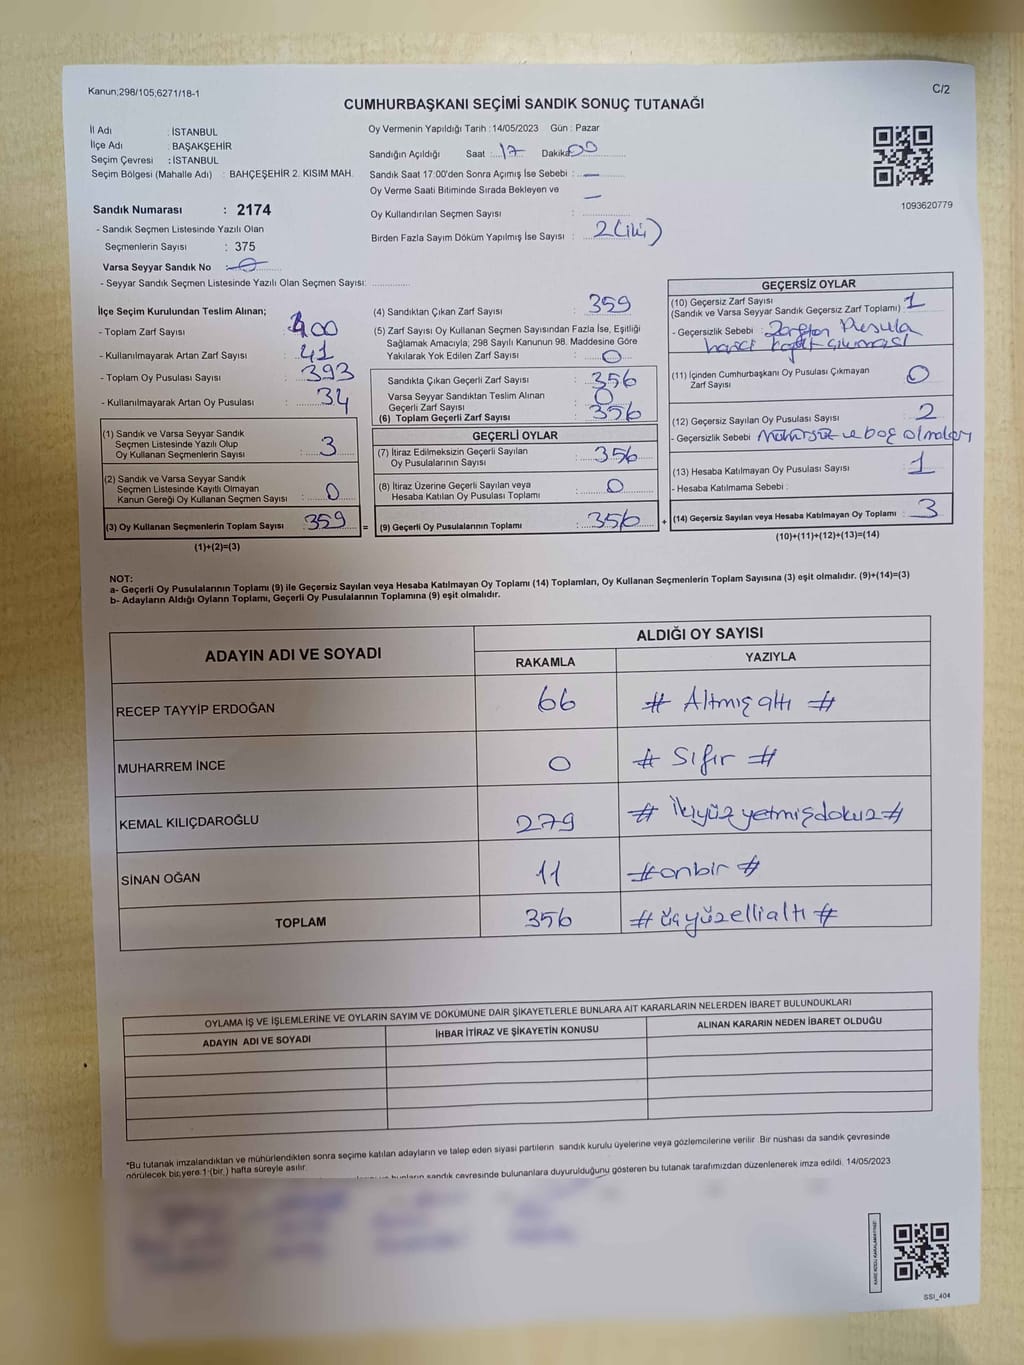 Kanun;298/105,6271/18-1
C/2
CUMHURBAŞKANI SEÇİMİ SANDIK SONUÇ TUTANAĞI
İl Adı : İSTANBUL
İlçe Adı : BAŞAKŞEHİR
Seçim Çevresi : İSTANBUL
Seçim Bölgesi (Mahalle Adı) : BAHÇEŞEHİR 2. KISIM MAH.
Sandık Numarası : 2174
- Sandık Seçmen Listesinde Yazılı Olan
Seçmenlerin Sayısı : 375
Varsa Seyyar Sandık No : 0
- Seyyar Sandık Seçmen Listesinde Yazılı Olan Seçmen Sayısı:
Oy Vermenin Yapıldığı Tarih : 14/05/2023 Gün : Pazar
Sandığın Açıldığı Saat : 17 Dakika 00
Sandık Saat 17:00'den Sonra Açımış İse Sebebi : —
Oy Verme Saati Bitiminde Sırada Bekleyen ve —
Oy Kullandırılan Seçmen Sayısı :
Birden Fazla Sayım Döküm Yapılmış İse Sayısı : 2 (iki)
1093620779
İlçe Seçim Kurulundan Teslim Alınan;
- Toplam Zarf Sayısı : 400
- Kullanılmayarak Artan Zarf Sayısı : 41
- Toplam Oy Pusulası Sayısı : 393
- Kullanılmayarak Artan Oy Pusulası : 34
(1) Sandık ve Varsa Seyyar Sandık
Seçmen Listesinde Yazılı Olup
Oy Kullanan Seçmenlerin Sayısı : 3
(2) Sandık ve Varsa Seyyar Sandık
Seçmen Listesinde Kayıtlı Olmayan
Kanun Gereği Oy Kullanan Seçmen Sayısı : 0
(3) Oy Kullanan Seçmenlerin Toplam Sayısı : 359 =
(1)+(2)=(3)
(4) Sandıktan Çıkan Zarf Sayısı : 359
(5) Zarf Sayısı Oy Kullanan Seçmen Sayısından Fazla İse, Eşitliği
Sağlamak Amacıyla; 298 Sayılı Kanunun 98. Maddesine Göre
Yakılarak Yok Edilen Zarf Sayısı : 0
Sandıkta Çıkan Geçerli Zarf Sayısı : 356
Varsa Seyyar Sandıktan Teslim Alınan
Geçerli Zarf Sayısı : 0
(6) Toplam Geçerli Zarf Sayısı : 356
GEÇERLİ OYLAR
(7) İtiraz Edilmeksizin Geçerli Sayılan
Oy Pusulalarının Sayısı : 356
(8) İtiraz Üzerine Geçerli Sayılan veya
Hesaba Katılan Oy Pusulası Toplamı : 0
(9) Geçerli Oy Pusulalarının Toplamı : 356 +
GEÇERSİZ OYLAR
(10) Geçersiz Zarf Sayısı
(Sandık ve Varsa Seyyar Sandık Geçersiz Zarf Toplamı) : 1
- Geçersizlik Sebebi : Zarftan Pusula
harici kağıt çıkması
(11) İçinden Cumhurbaşkanı Oy Pusulası Çıkmayan
Zarf Sayısı : 0
(12) Geçersiz Sayılan Oy Pusulası Sayısı : 2
- Geçersizlik Sebebi Mühürsüz ve boş olmaları
(13) Hesaba Katılmayan Oy Pusulası Sayısı : 1
- Hesaba Katılmama Sebebi :
(14) Geçersiz Sayılan veya Hesaba Katılmayan Oy Toplamı : 3
(10)+(11)+(12)+(13)=(14)
NOT:
a- Geçerli Oy Pusulalarının Toplamı (9) ile Geçersiz Sayılan veya Hesaba Katılmayan Oy Toplamı (14) Toplamları, Oy Kullanan Seçmenlerin Toplam Sayısına (3) eşit olmalıdır. (9)+(14)=(3)
b- Adayların Aldığı Oyların Toplamı, Geçerli Oy Pusulalarının Toplamına (9) eşit olmalıdır.
ADAYIN ADI VE SOYADI
ALDIĞI OY SAYISI
RAKAMLA YAZIYLA
RECEP TAYYİP ERDOĞAN 66 # Altmış altı #
MUHARREM İNCE 0 # Sıfır #
KEMAL KILIÇDAROĞLU 279 # İkiyüz yetmişdokuz #
SİNAN OĞAN 11 # onbir #
TOPLAM 356 # üçyüzellialtı #
OYLAMA İŞ VE İŞLEMLERİNE VE OYLARIN SAYIM VE DÖKÜMÜNE DAİR ŞİKAYETLERLE BUNLARA AİT KARARLARIN NELERDEN İBARET BULUNDUKLARI
ADAYIN ADI VE SOYADI İHBAR İTİRAZ VE ŞİKAYETİN KONUSU ALINAN KARARIN NEDEN İBARET OLDUĞU
*Bu tutanak imzalandıktan ve mühürlendikten sonra seçime katılan adayların ve talep eden siyasi partilerin sandık kurulu üyelerine veya gözlemcilerine verilir. Bir nüshası da sandık çevresinde
görülecek bir yere 1 (bir) hafta süreyle asılır.
bunların sandık çevresinde bulunanlara duyurulduğunu gösteren bu tutanak tarafımızdan düzenlenerek imza edildi. 14/05/2023
SSI_404